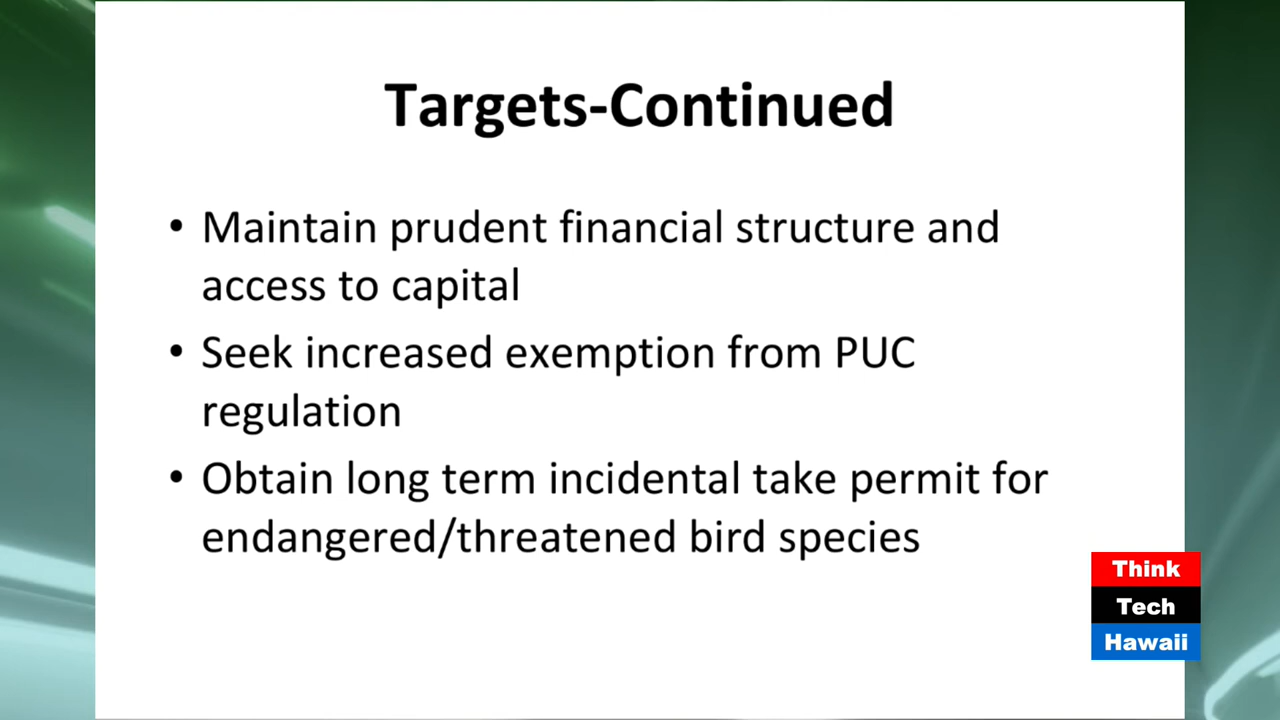 Targets-Continued
• Maintain prudent financial structure and
access to capital
• Seek increased exemption from PUC
regulation
• Obtain long term incidental take permit for
endangered/threatened bird species
Think
Tech
Hawaii